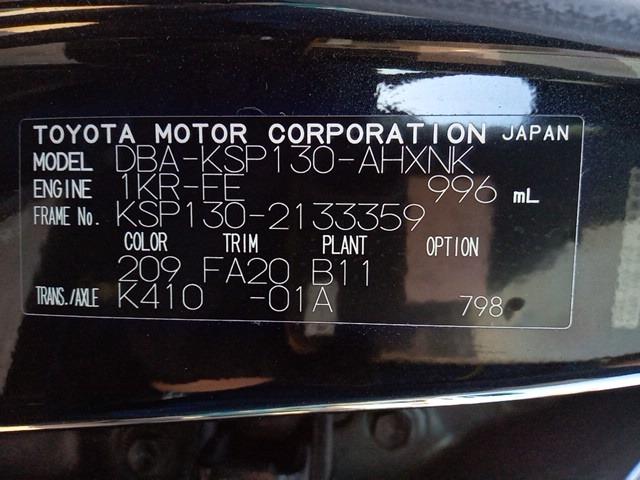 TOYOTA MOTOR CORPORATION JAPAN
MODEL DBA-KSP130-AHXNK
ENGINE 1KR-FE 996 mL
FRAME No. KSP130-2133359
COLOR TRIM PLANT OPTION
209 FA20 B11
TRANS./AXLE K410 -01A 798